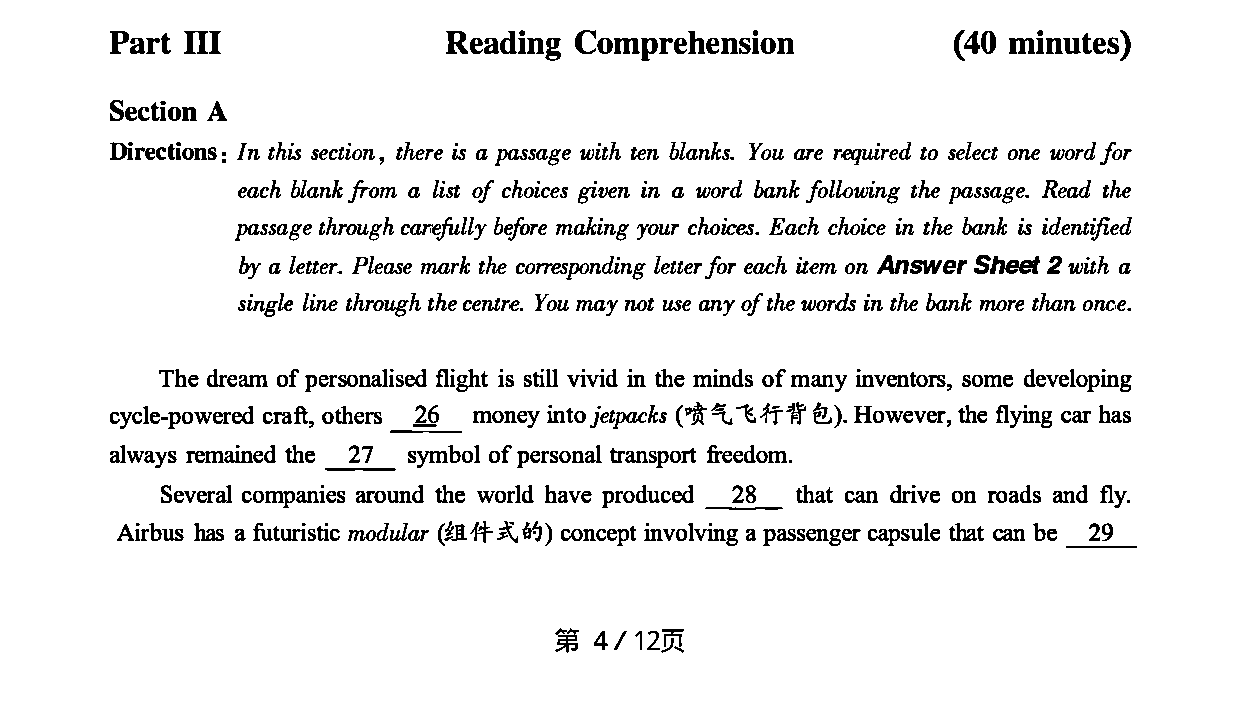 Part III Reading Comprehension (40 minutes)
Section A
Directions: In this section, there is a passage with ten blanks. You are required to select one word for
each blank from a list of choices given in a word bank following the passage. Read the
passage through carefully before making your choices. Each choice in the bank is identified
by a letter. Please mark the corresponding letter for each item on Answer Sheet 2 with a
single line through the centre. You may not use any of the words in the bank more than once.
The dream of personalised flight is still vivid in the minds of many inventors, some developing
cycle-powered craft, others 26 money into jetpacks (喷气飞行背包). However, the flying car has
always remained the 27 symbol of personal transport freedom.
Several companies around the world have produced 28 that can drive on roads and fly.
Airbus has a futuristic modular (组件式的) concept involving a passenger capsule that can be 29
第 4 / 12页